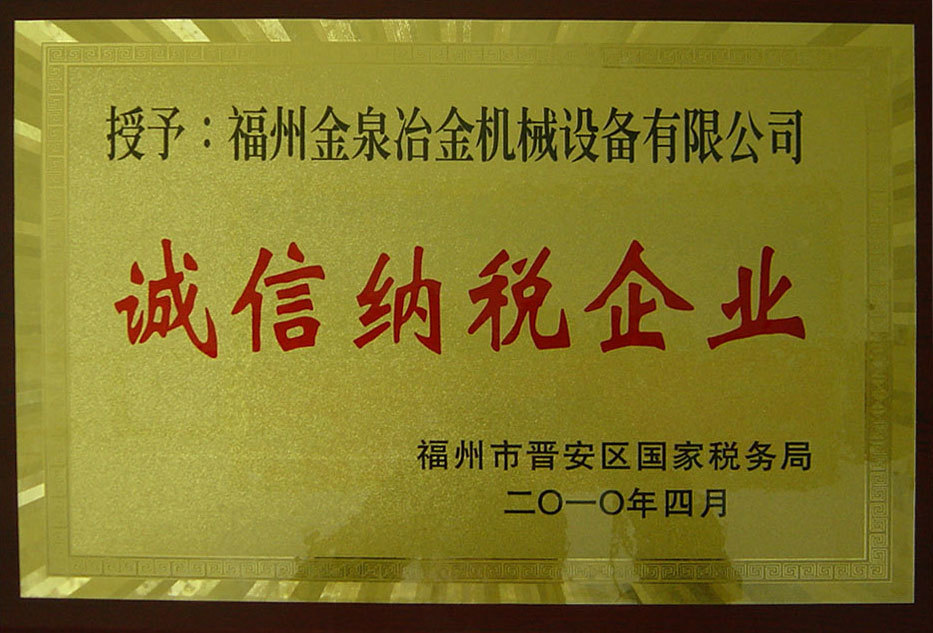 授予：福州金泉冶金机械设备有限公司
诚信纳税企业
福州市晋安区国家税务局
二〇一〇年四月